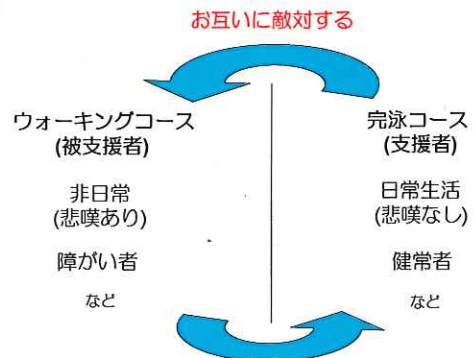 お互いに敵対する
ウォーキングコース
(被支援者)
非日常
(悲嘆あり)
障がい者
など
完泳コース
(支援者)
日常生活
(悲嘆なし)
健常者
など